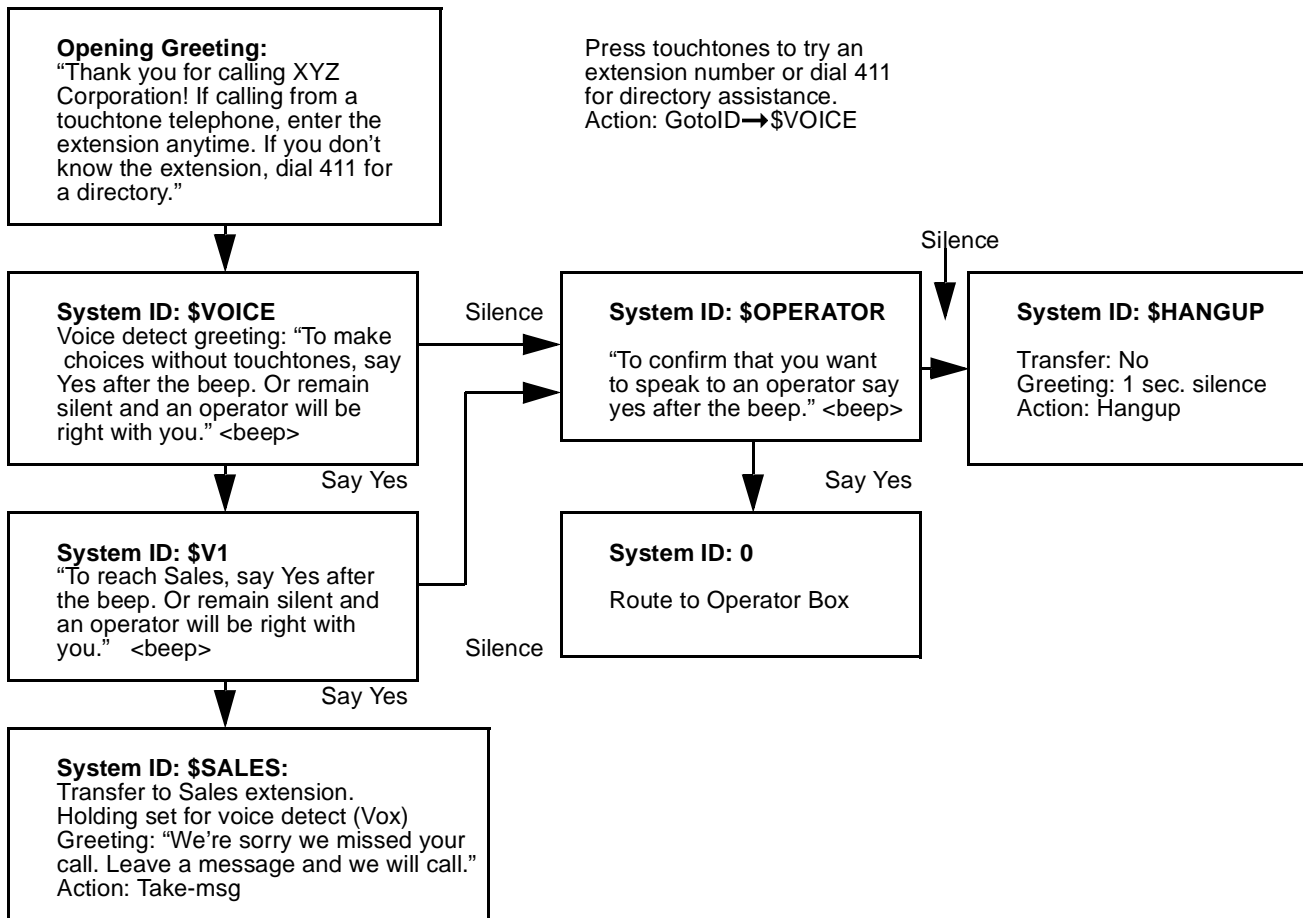 Opening Greeting:
“Thank you for calling XYZ
Corporation! If calling from a
touchtone telephone, enter the
extension anytime. If you don’t
know the extension, dial 411 for
a directory.”
Press touchtones to try an
extension number or dial 411
for directory assistance.
Action: GotoID→$VOICE
System ID: $VOICE
Voice detect greeting: “To make
choices without touchtones, say
Yes after the beep. Or remain
silent and an operator will be
right with you.” <beep>
Silence
System ID: $OPERATOR
“To confirm that you want
to speak to an operator say
yes after the beep.” <beep>
Silence
System ID: $HANGUP
Transfer: No
Greeting: 1 sec. silence
Action: Hangup
Say Yes
Say Yes
System ID: $V1
“To reach Sales, say Yes after
the beep. Or remain silent and
an operator will be right with
you.” <beep>
Silence
System ID: 0
Route to Operator Box
Say Yes
System ID: $SALES:
Transfer to Sales extension.
Holding set for voice detect (Vox)
Greeting: “We’re sorry we missed your
call. Leave a message and we will call.”
Action: Take-msg